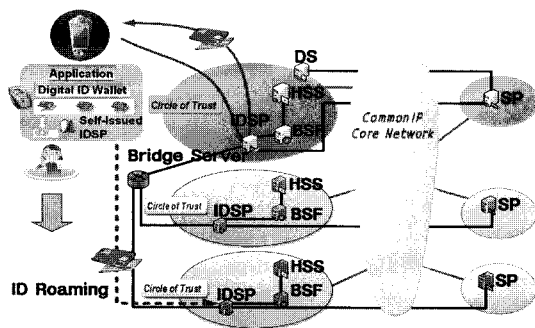 Application
Digital ID Wallet
Self-Issued
IDSP
DS
HSS
Circle of Trust
IDSP
BSF
SP
Common IP
Core Network
Bridge Server
HSS
Circle of Trust
IDSP
BSF
SP
HSS
Circle of Trust
IDSP
BSF
SP
ID Roaming